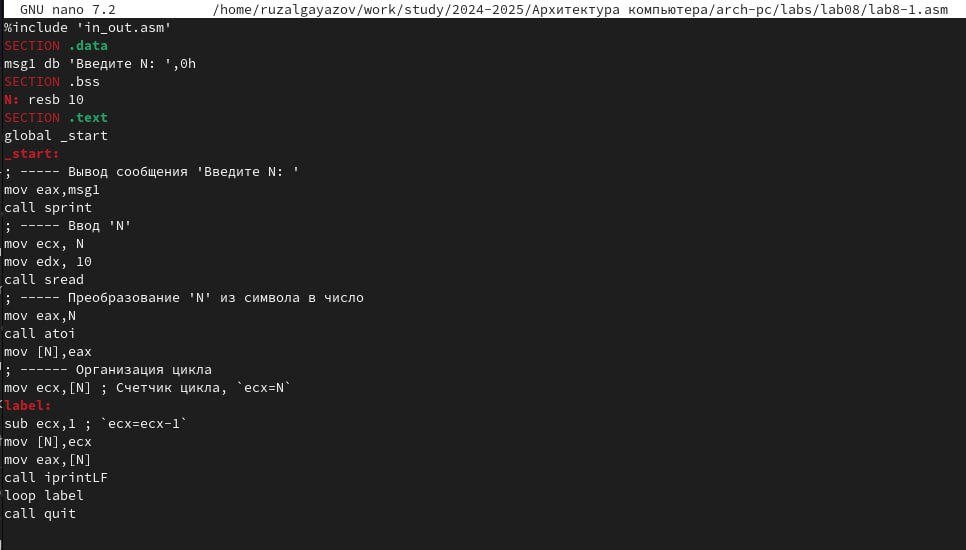 GNU nano 7.2 /home/ruzalgayazov/work/study/2024-2025/Архитектура компьютера/arch-pc/labs/lab08/lab8-1.asm
%include 'in_out.asm'
SECTION .data
msg1 db 'Введите N: ',0h
SECTION .bss
N: resb 10
SECTION .text
global _start
_start:
; ----- Вывод сообщения 'Введите N: '
mov eax,msg1
call sprint
; ----- Ввод 'N'
mov ecx, N
mov edx, 10
call sread
; ----- Преобразование 'N' из символа в число
mov eax,N
call atoi
mov [N],eax
; ------ Организация цикла
mov ecx,[N] ; Счетчик цикла, `ecx=N`
label:
sub ecx,1 ; `ecx=ecx-1`
mov [N],ecx
mov eax,[N]
call iprintLF
loop label
call quit